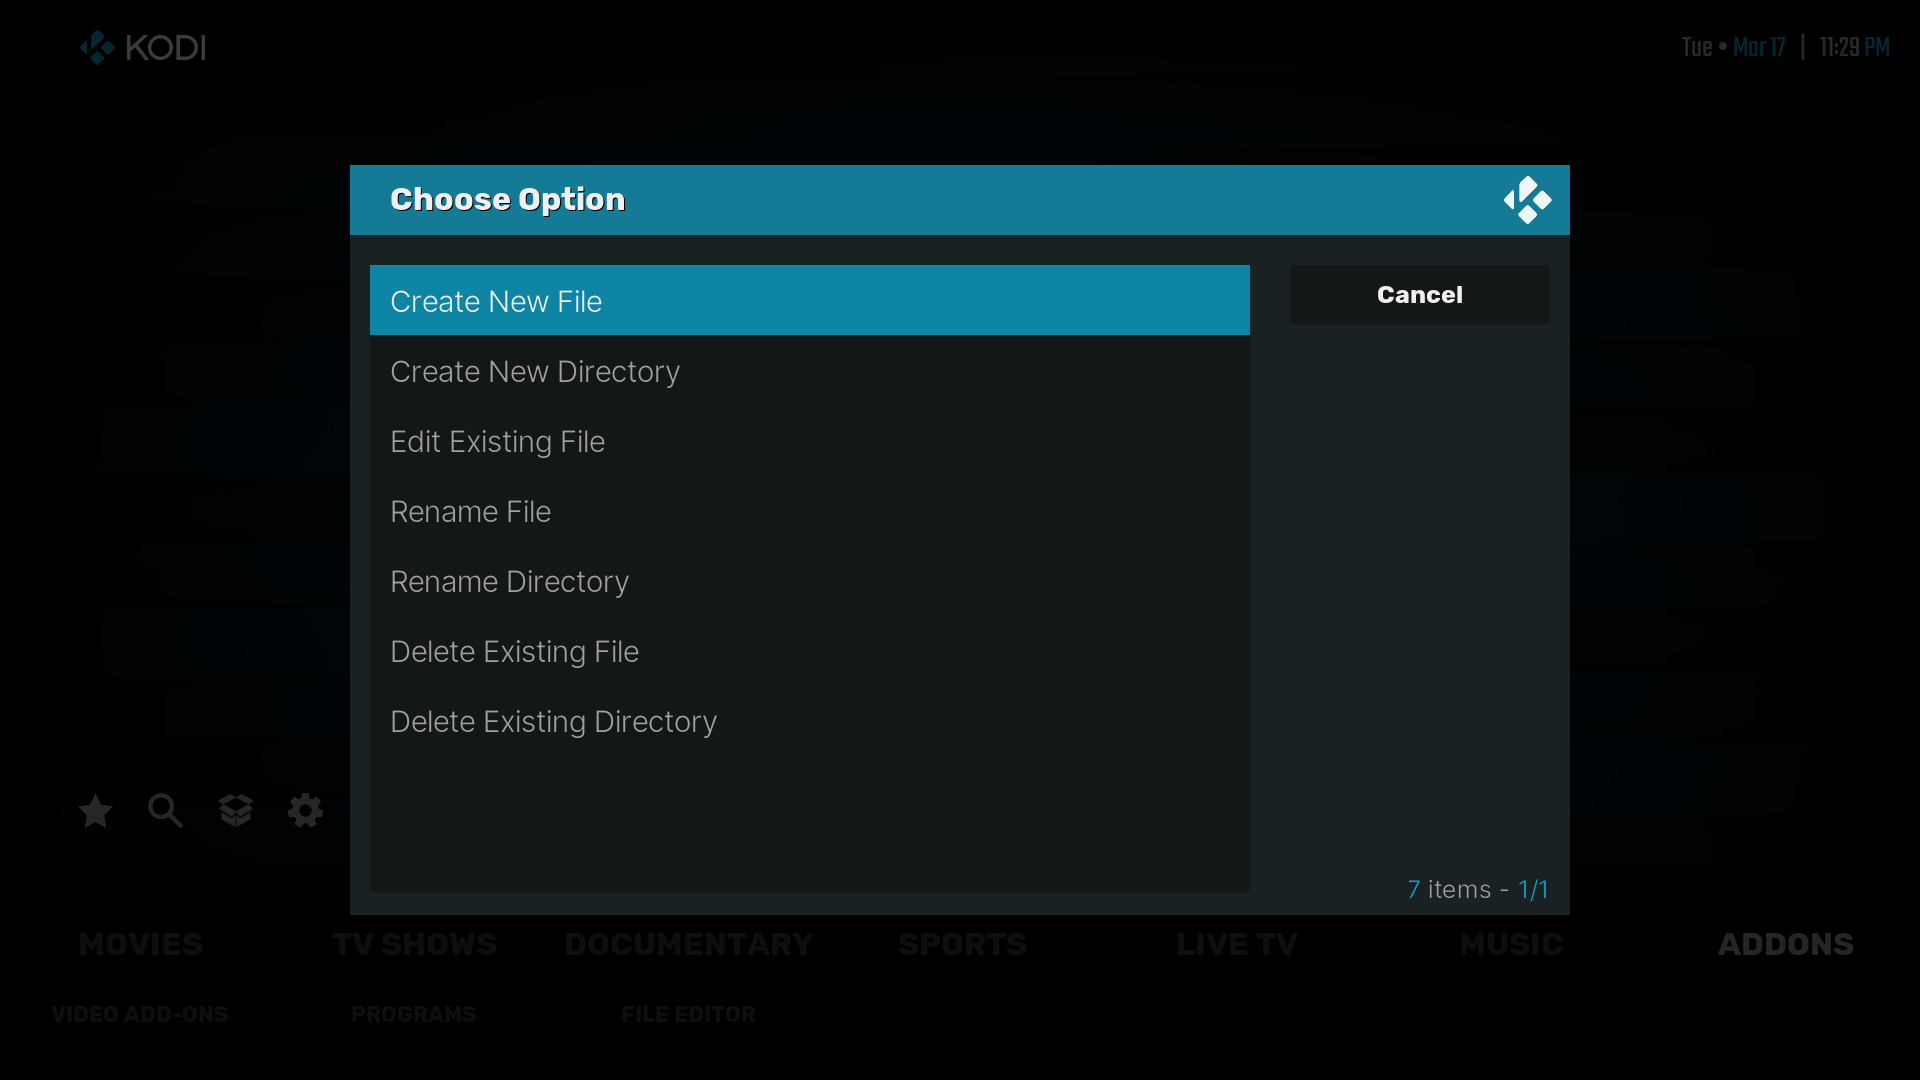 KODI
Tue • Mar 17 | 11:29 PM
Choose Option
Create New File
Cancel
Create New Directory
Edit Existing File
Rename File
Rename Directory
Delete Existing File
Delete Existing Directory
7 items - 1/1
MOVIES TV SHOWS DOCUMENTARY SPORTS LIVE TV MUSIC ADDONS
VIDEO ADD-ONS PROGRAMS FILE EDITOR